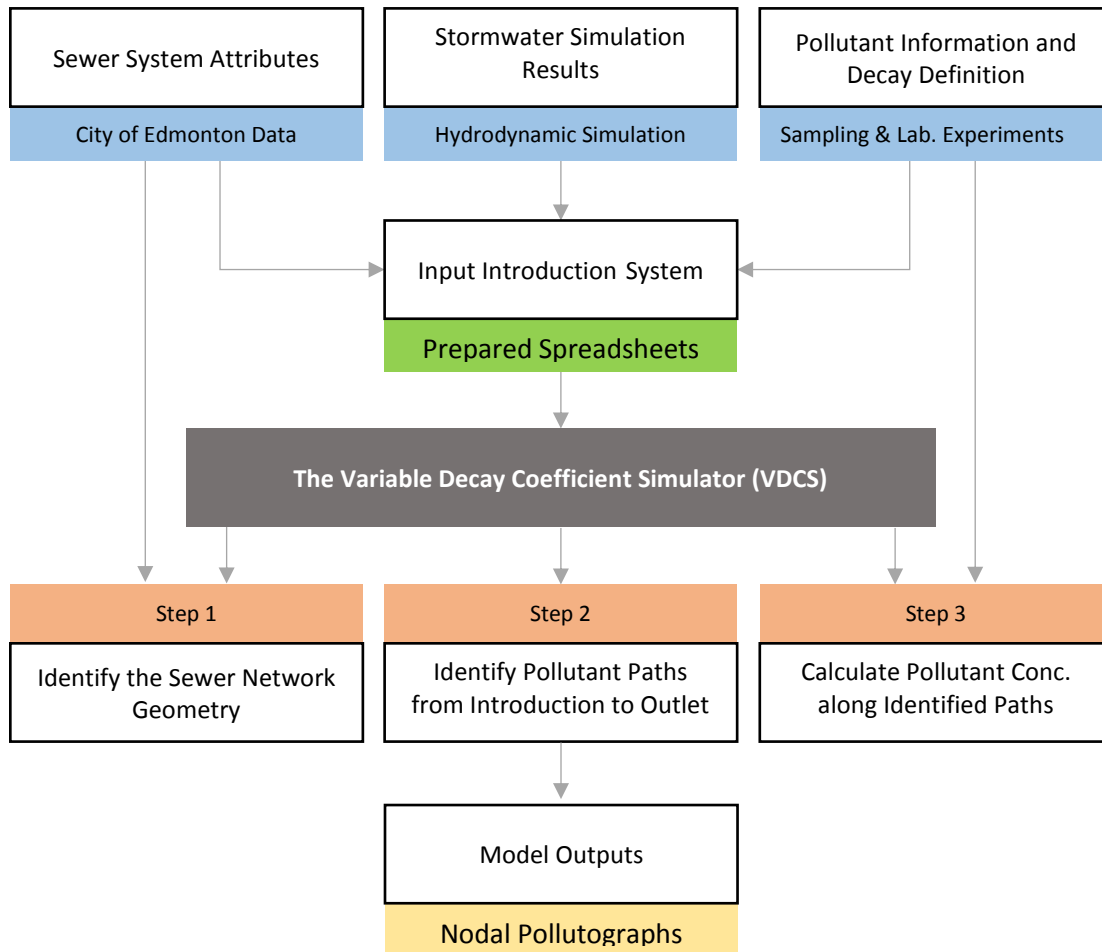 Sewer System Attributes
City of Edmonton Data
Stormwater Simulation
Results
Hydrodynamic Simulation
Pollutant Information and
Decay Definition
Sampling & Lab. Experiments
Input Introduction System
Prepared Spreadsheets
The Variable Decay Coefficient Simulator (VDCS)
Step 1
Identify the Sewer Network
Geometry
Step 2
Identify Pollutant Paths
from Introduction to Outlet
Step 3
Calculate Pollutant Conc.
along Identified Paths
Model Outputs
Nodal Pollutographs